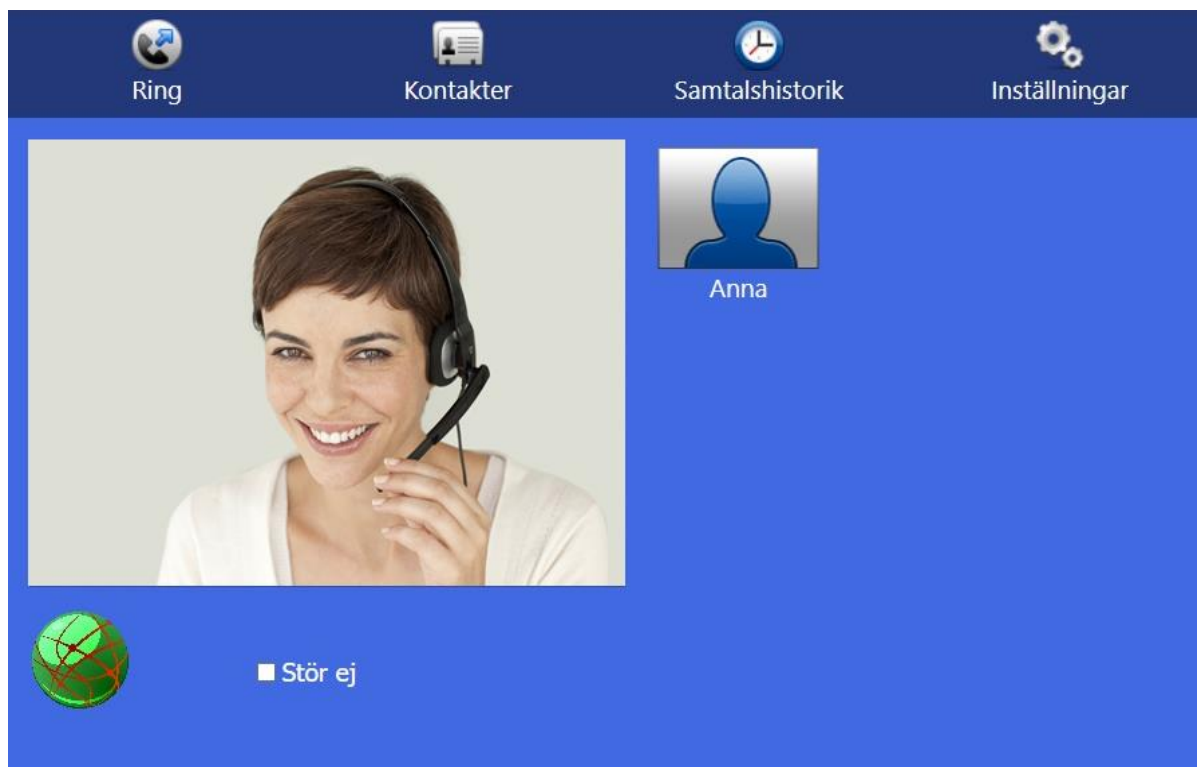 Ring
Kontakter
Samtalshistorik
Inställningar
Anna
Stör ej